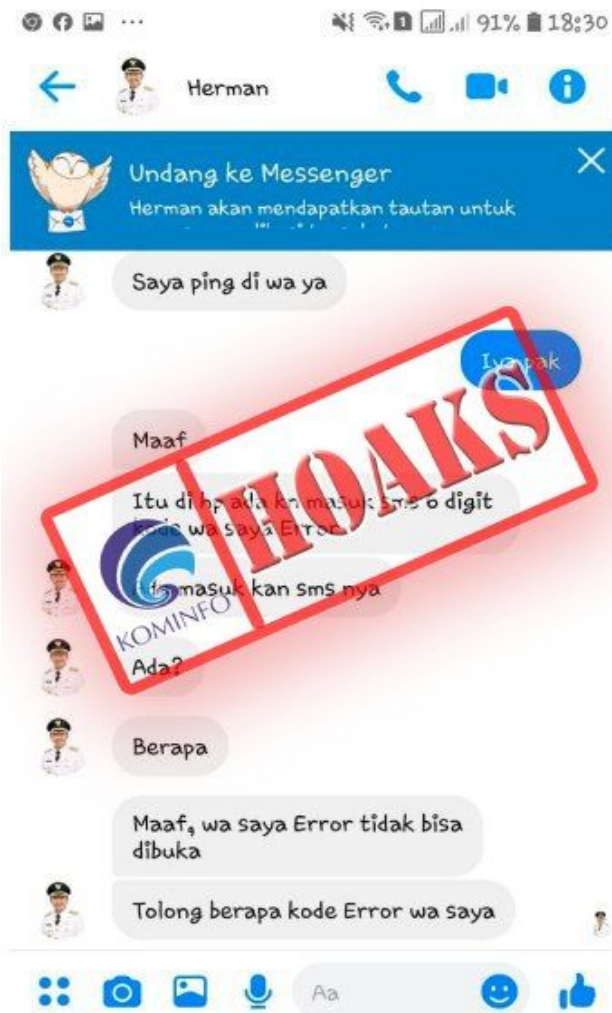 91% 18:30
Herman
Undang ke Messenger
Herman akan mendapatkan tautan untuk
Saya ping di wa ya
Iya pak
Maaf
Itu di hp ada kn masuk sms 6 digit
kode wa saya Error
masuk kan sms nya
Ada?
Berapa
Maaf, wa saya Error tidak bisa
dibuka
Tolong berapa kode Error wa saya
Aa
HOAKS
KOMINFO